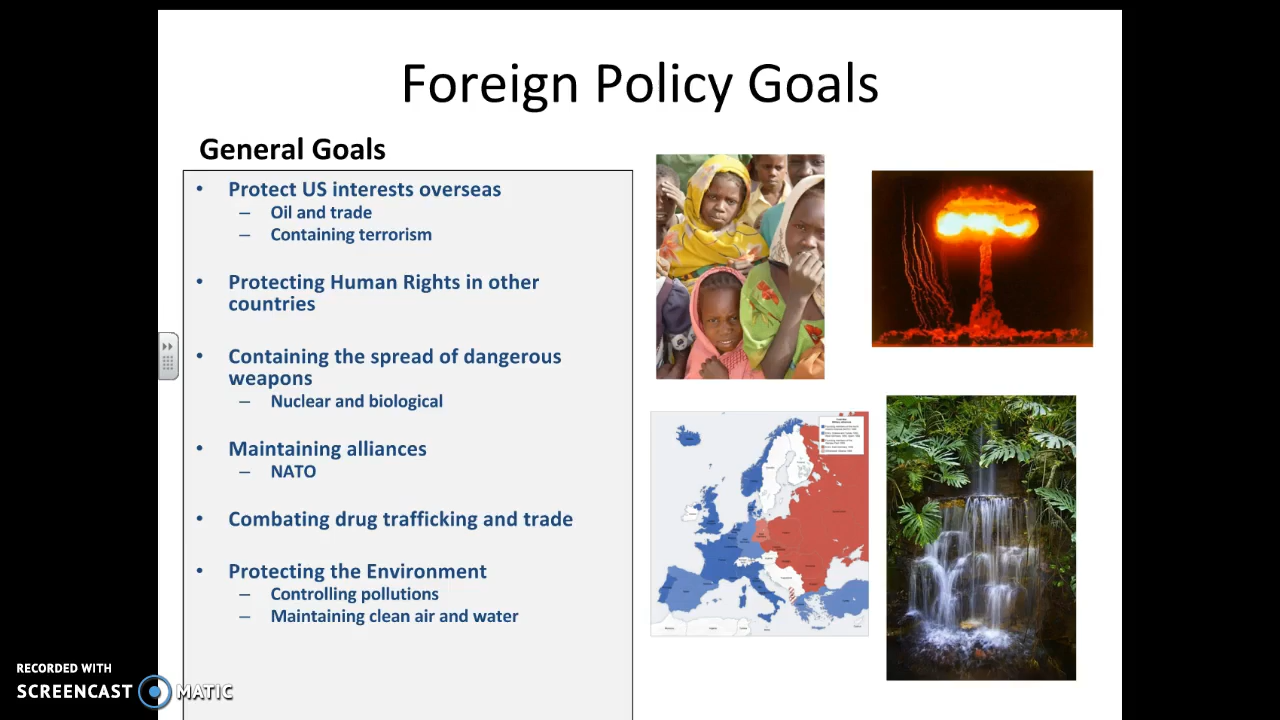 Foreign Policy Goals
General Goals
• Protect US interests overseas
– Oil and trade
– Containing terrorism
• Protecting Human Rights in other
countries
• Containing the spread of dangerous
weapons
– Nuclear and biological
• Maintaining alliances
– NATO
• Combating drug trafficking and trade
• Protecting the Environment
– Controlling pollutions
– Maintaining clean air and water
RECORDED WITH
SCREENCAST MATIC